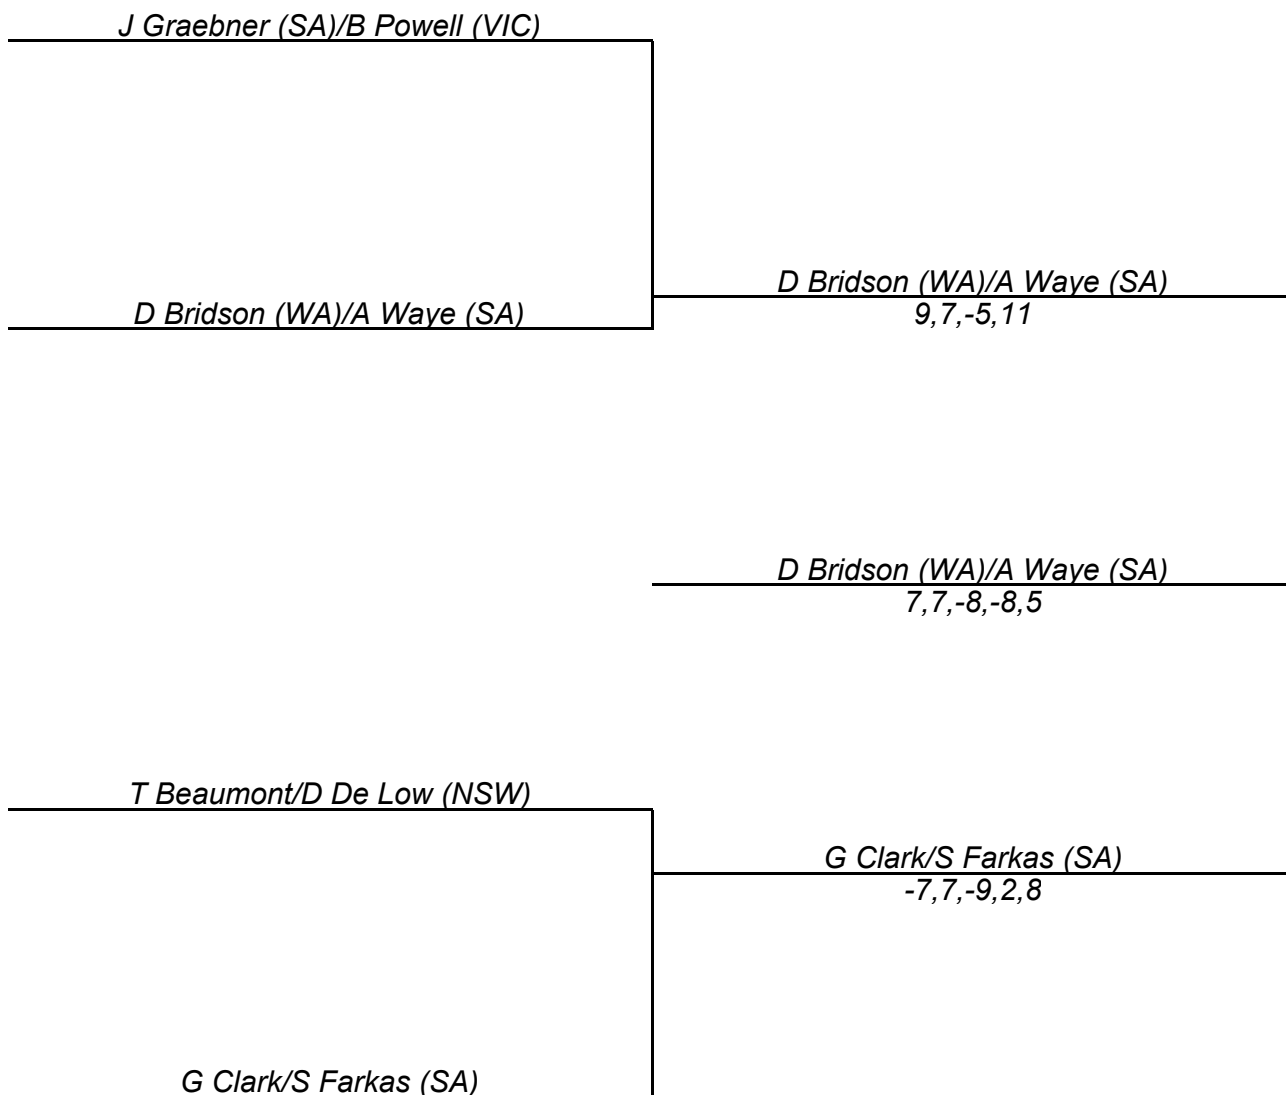 J Graebner (SA)/B Powell (VIC)
D Bridson (WA)/A Waye (SA)
D Bridson (WA)/A Waye (SA)
9,7,-5,11
D Bridson (WA)/A Waye (SA)
7,7,-8,-8,5
T Beaumont/D De Low (NSW)
G Clark/S Farkas (SA)
-7,7,-9,2,8
G Clark/S Farkas (SA)